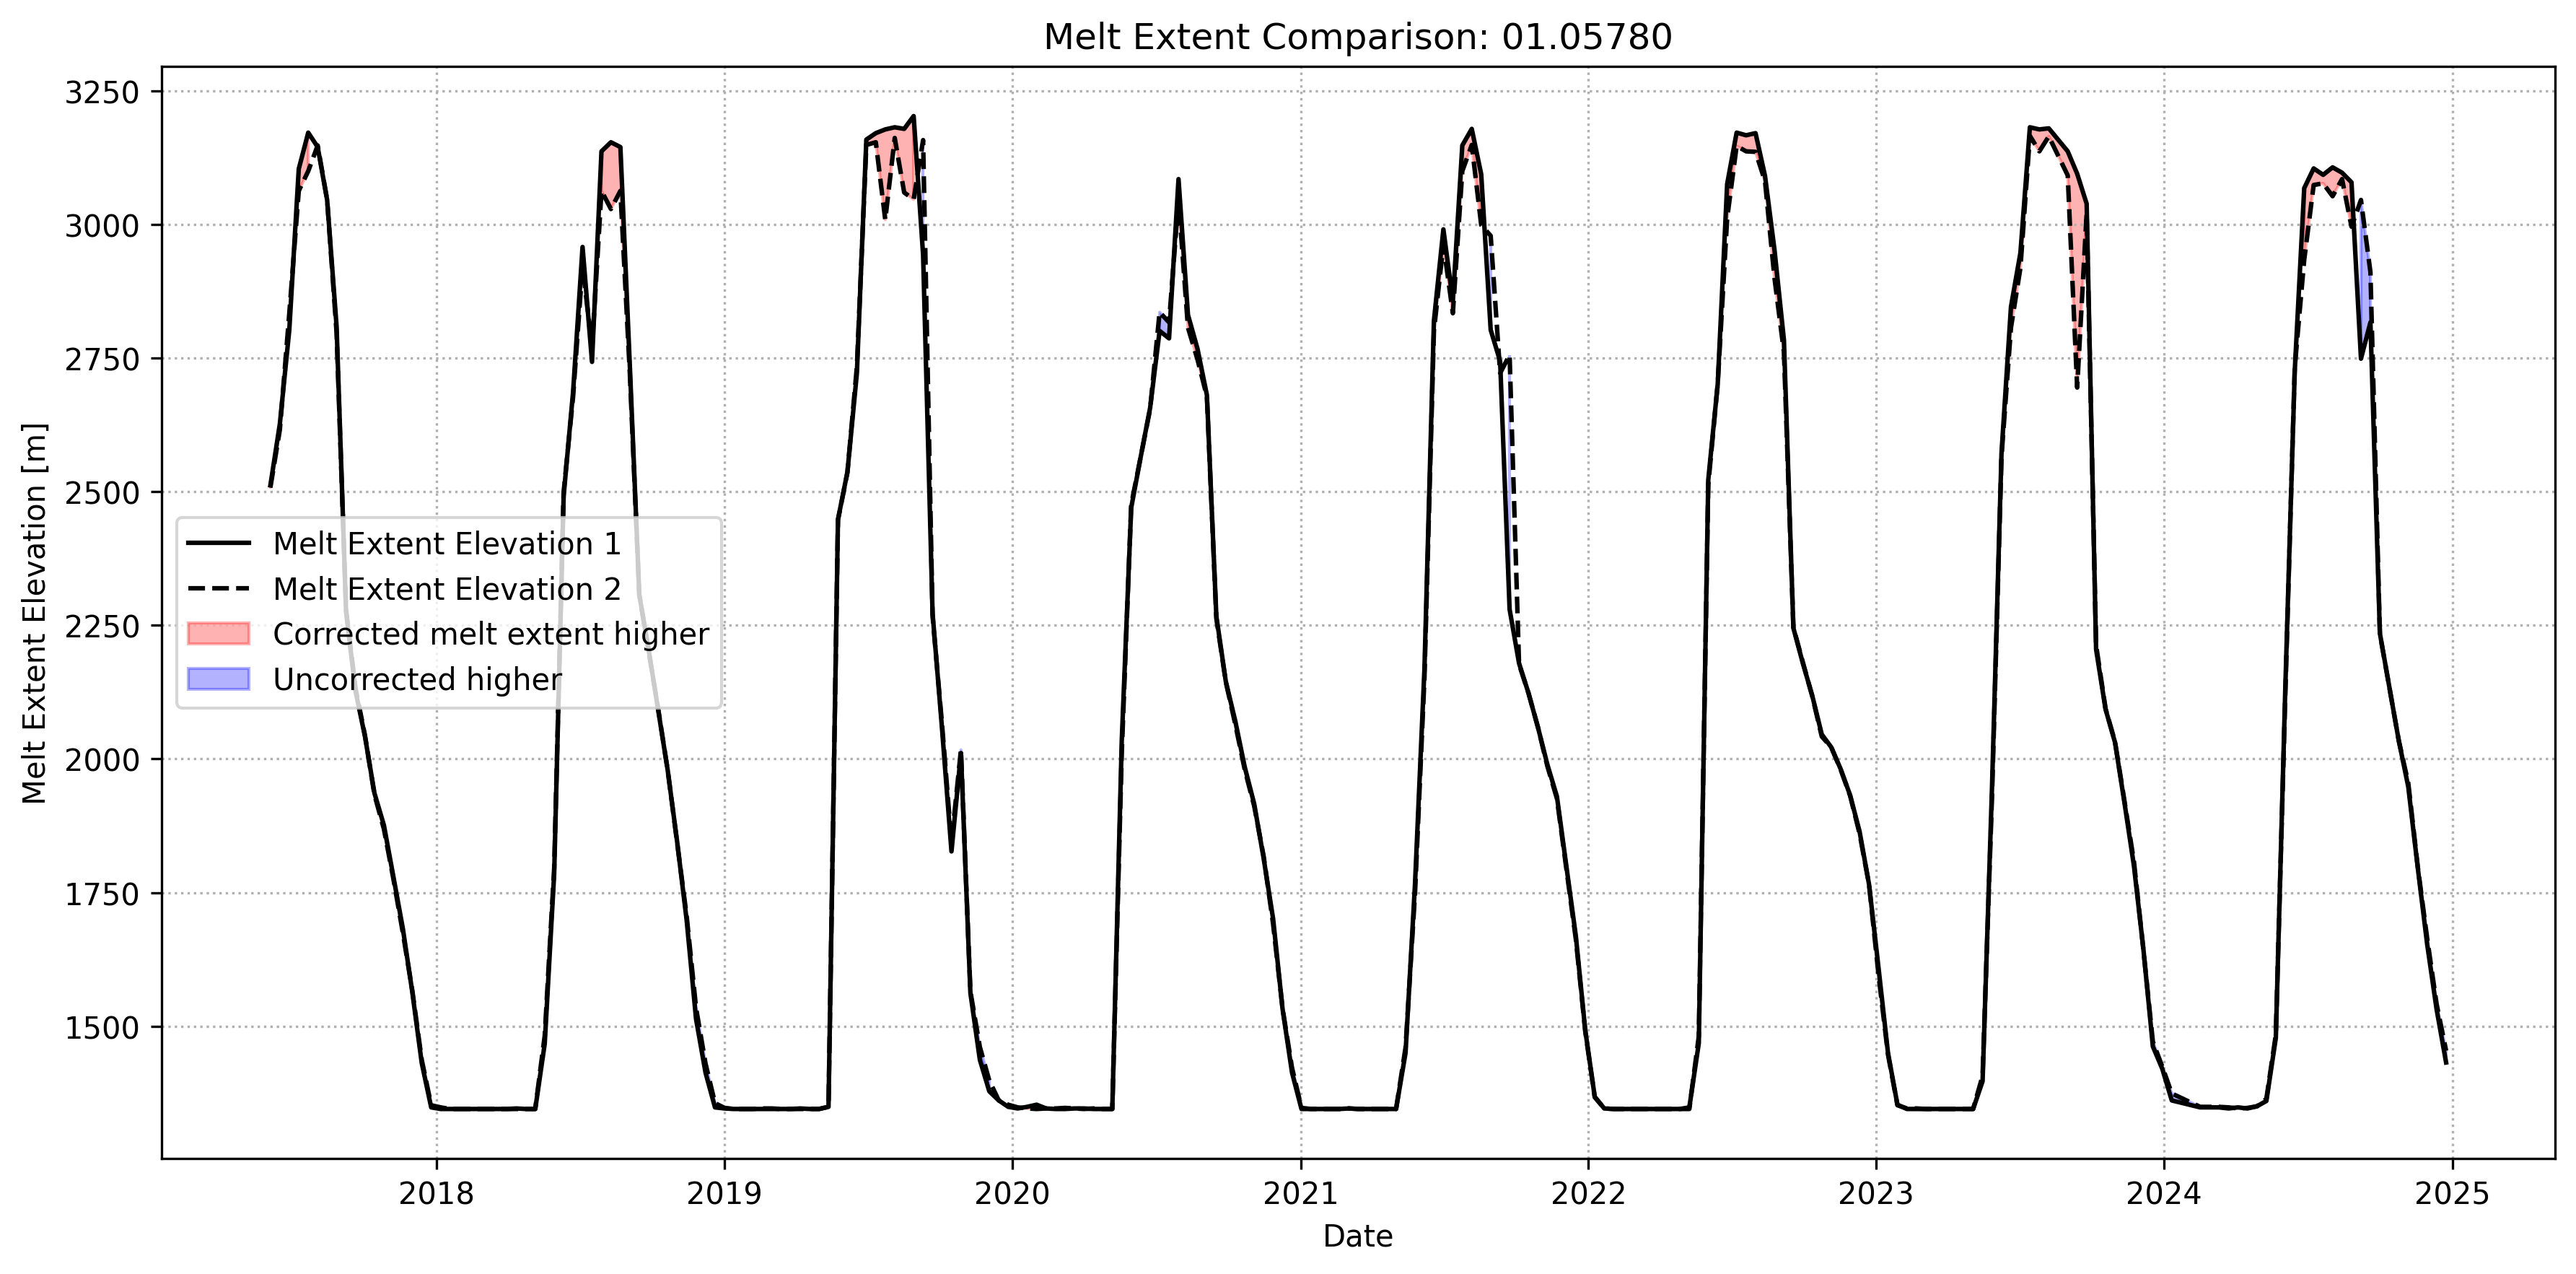 Melt Extent Comparison: 01.05780
3250
3000
2750
2500
2250
2000
1750
1500
Melt Extent Elevation [m]
Melt Extent Elevation 1
Melt Extent Elevation 2
Corrected melt extent higher
Uncorrected higher
2018 2019 2020 2021 2022 2023 2024 2025
Date